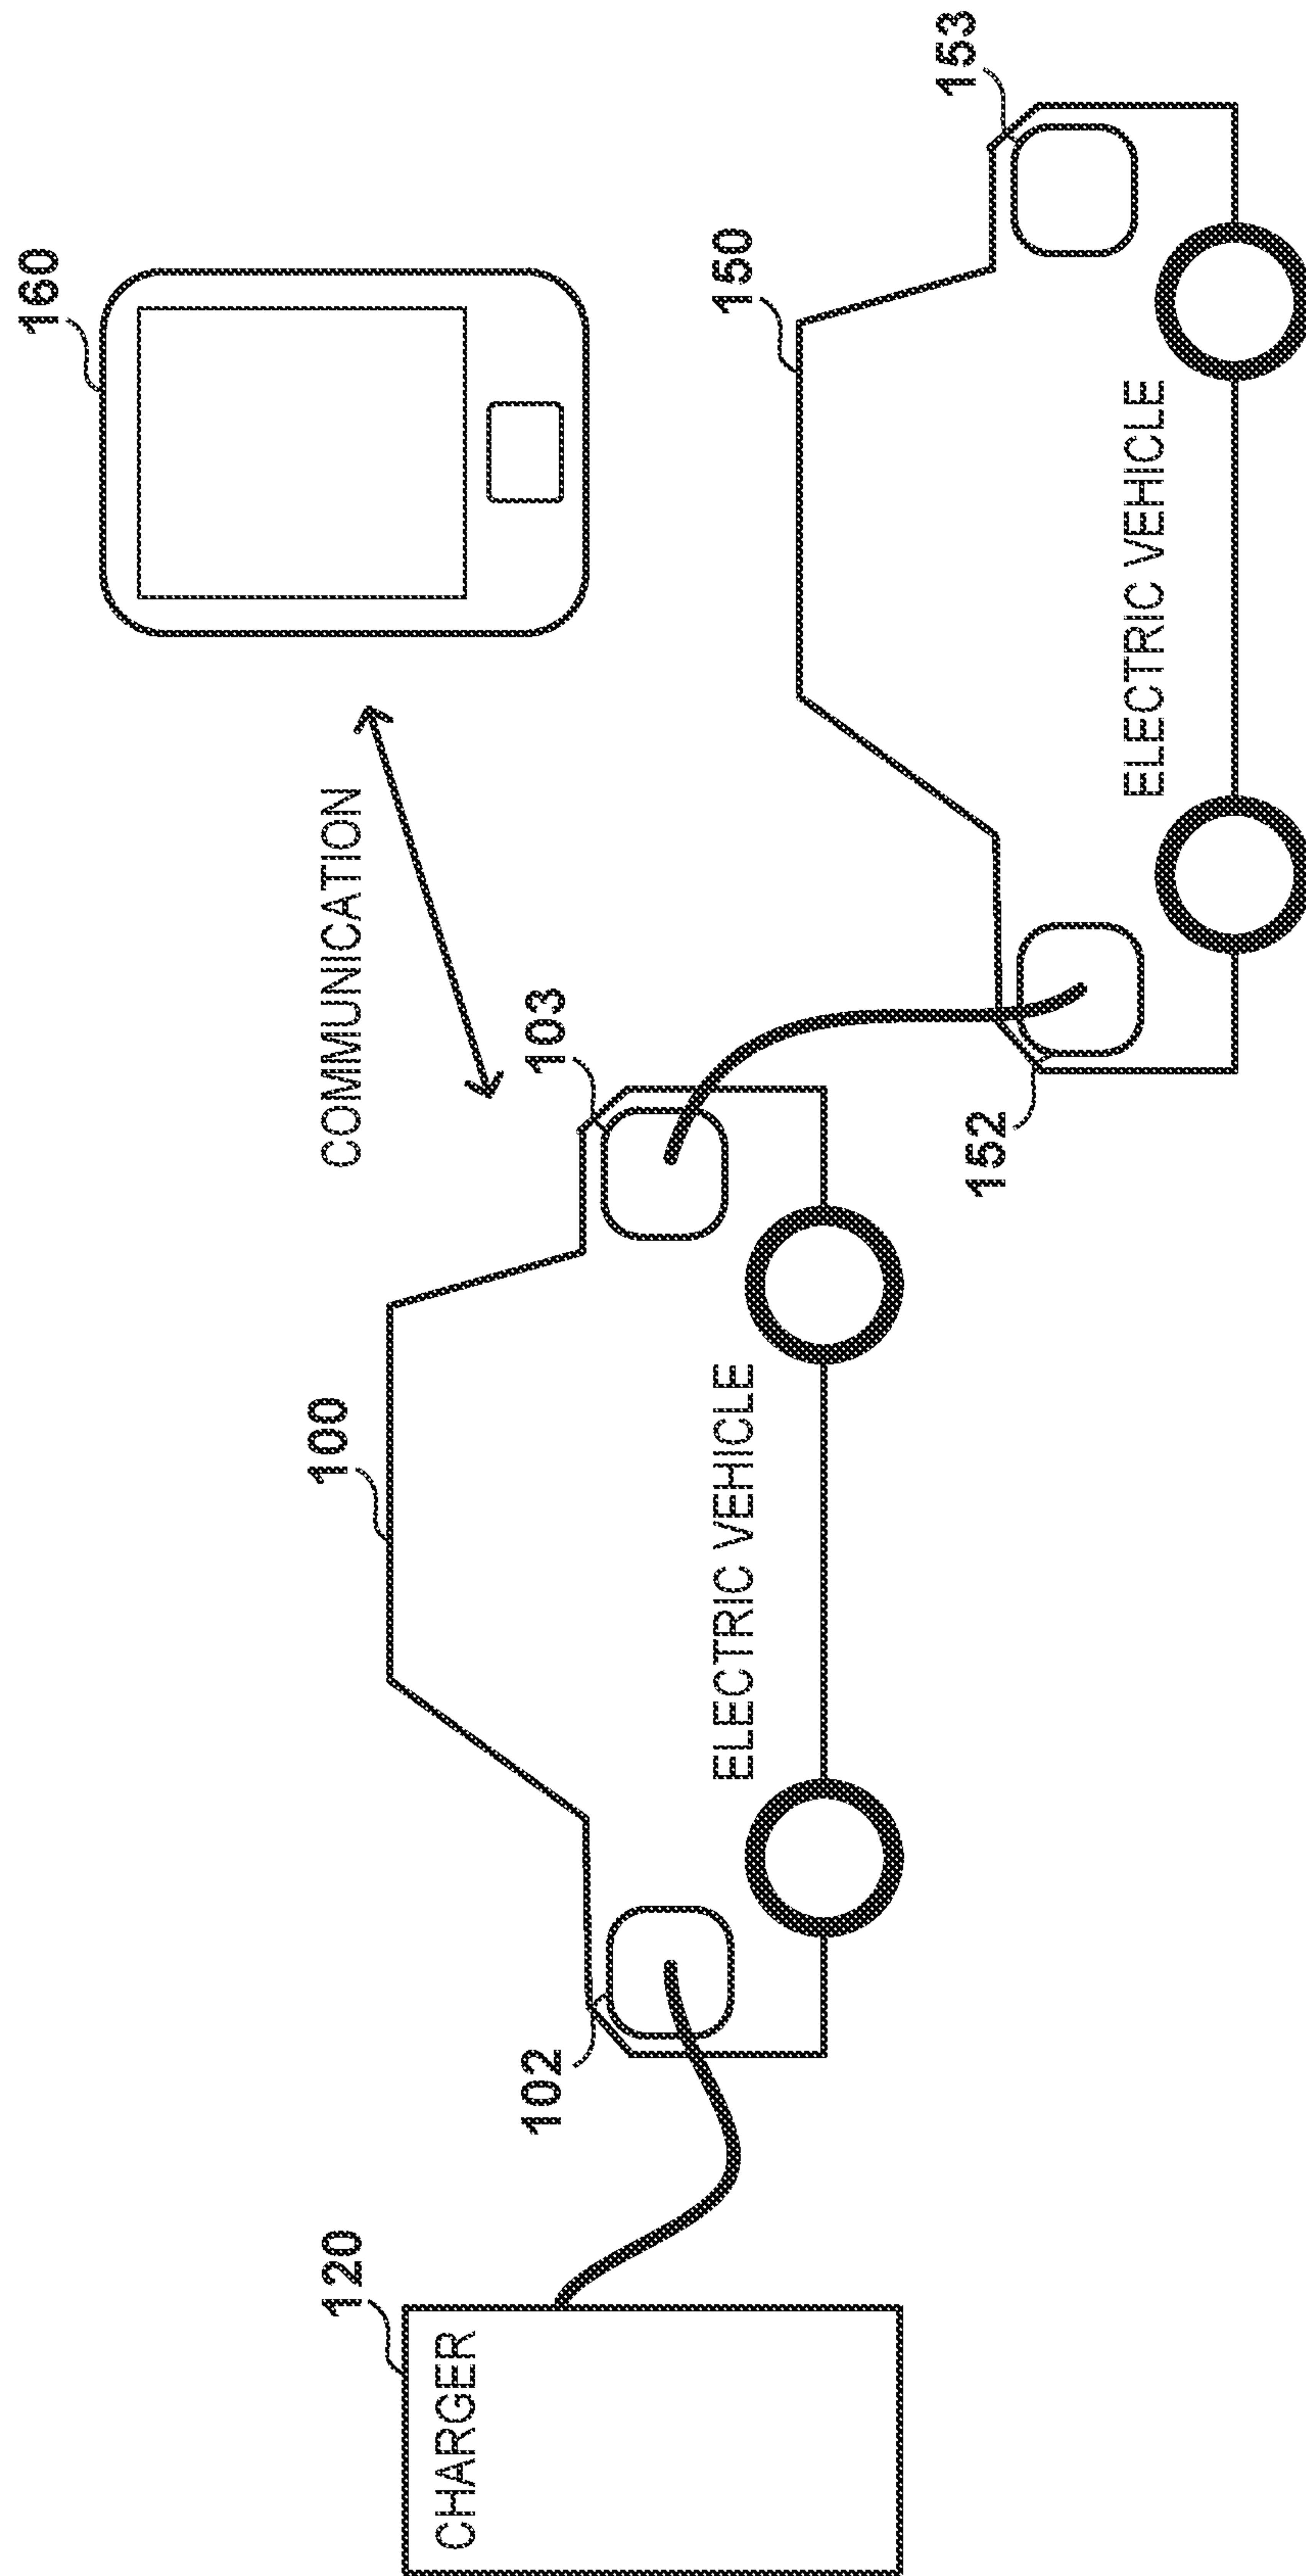 160
COMMUNICATION
100
103
120
CHARGER
102
ELECTRIC VEHICLE
150
153
152
ELECTRIC VEHICLE